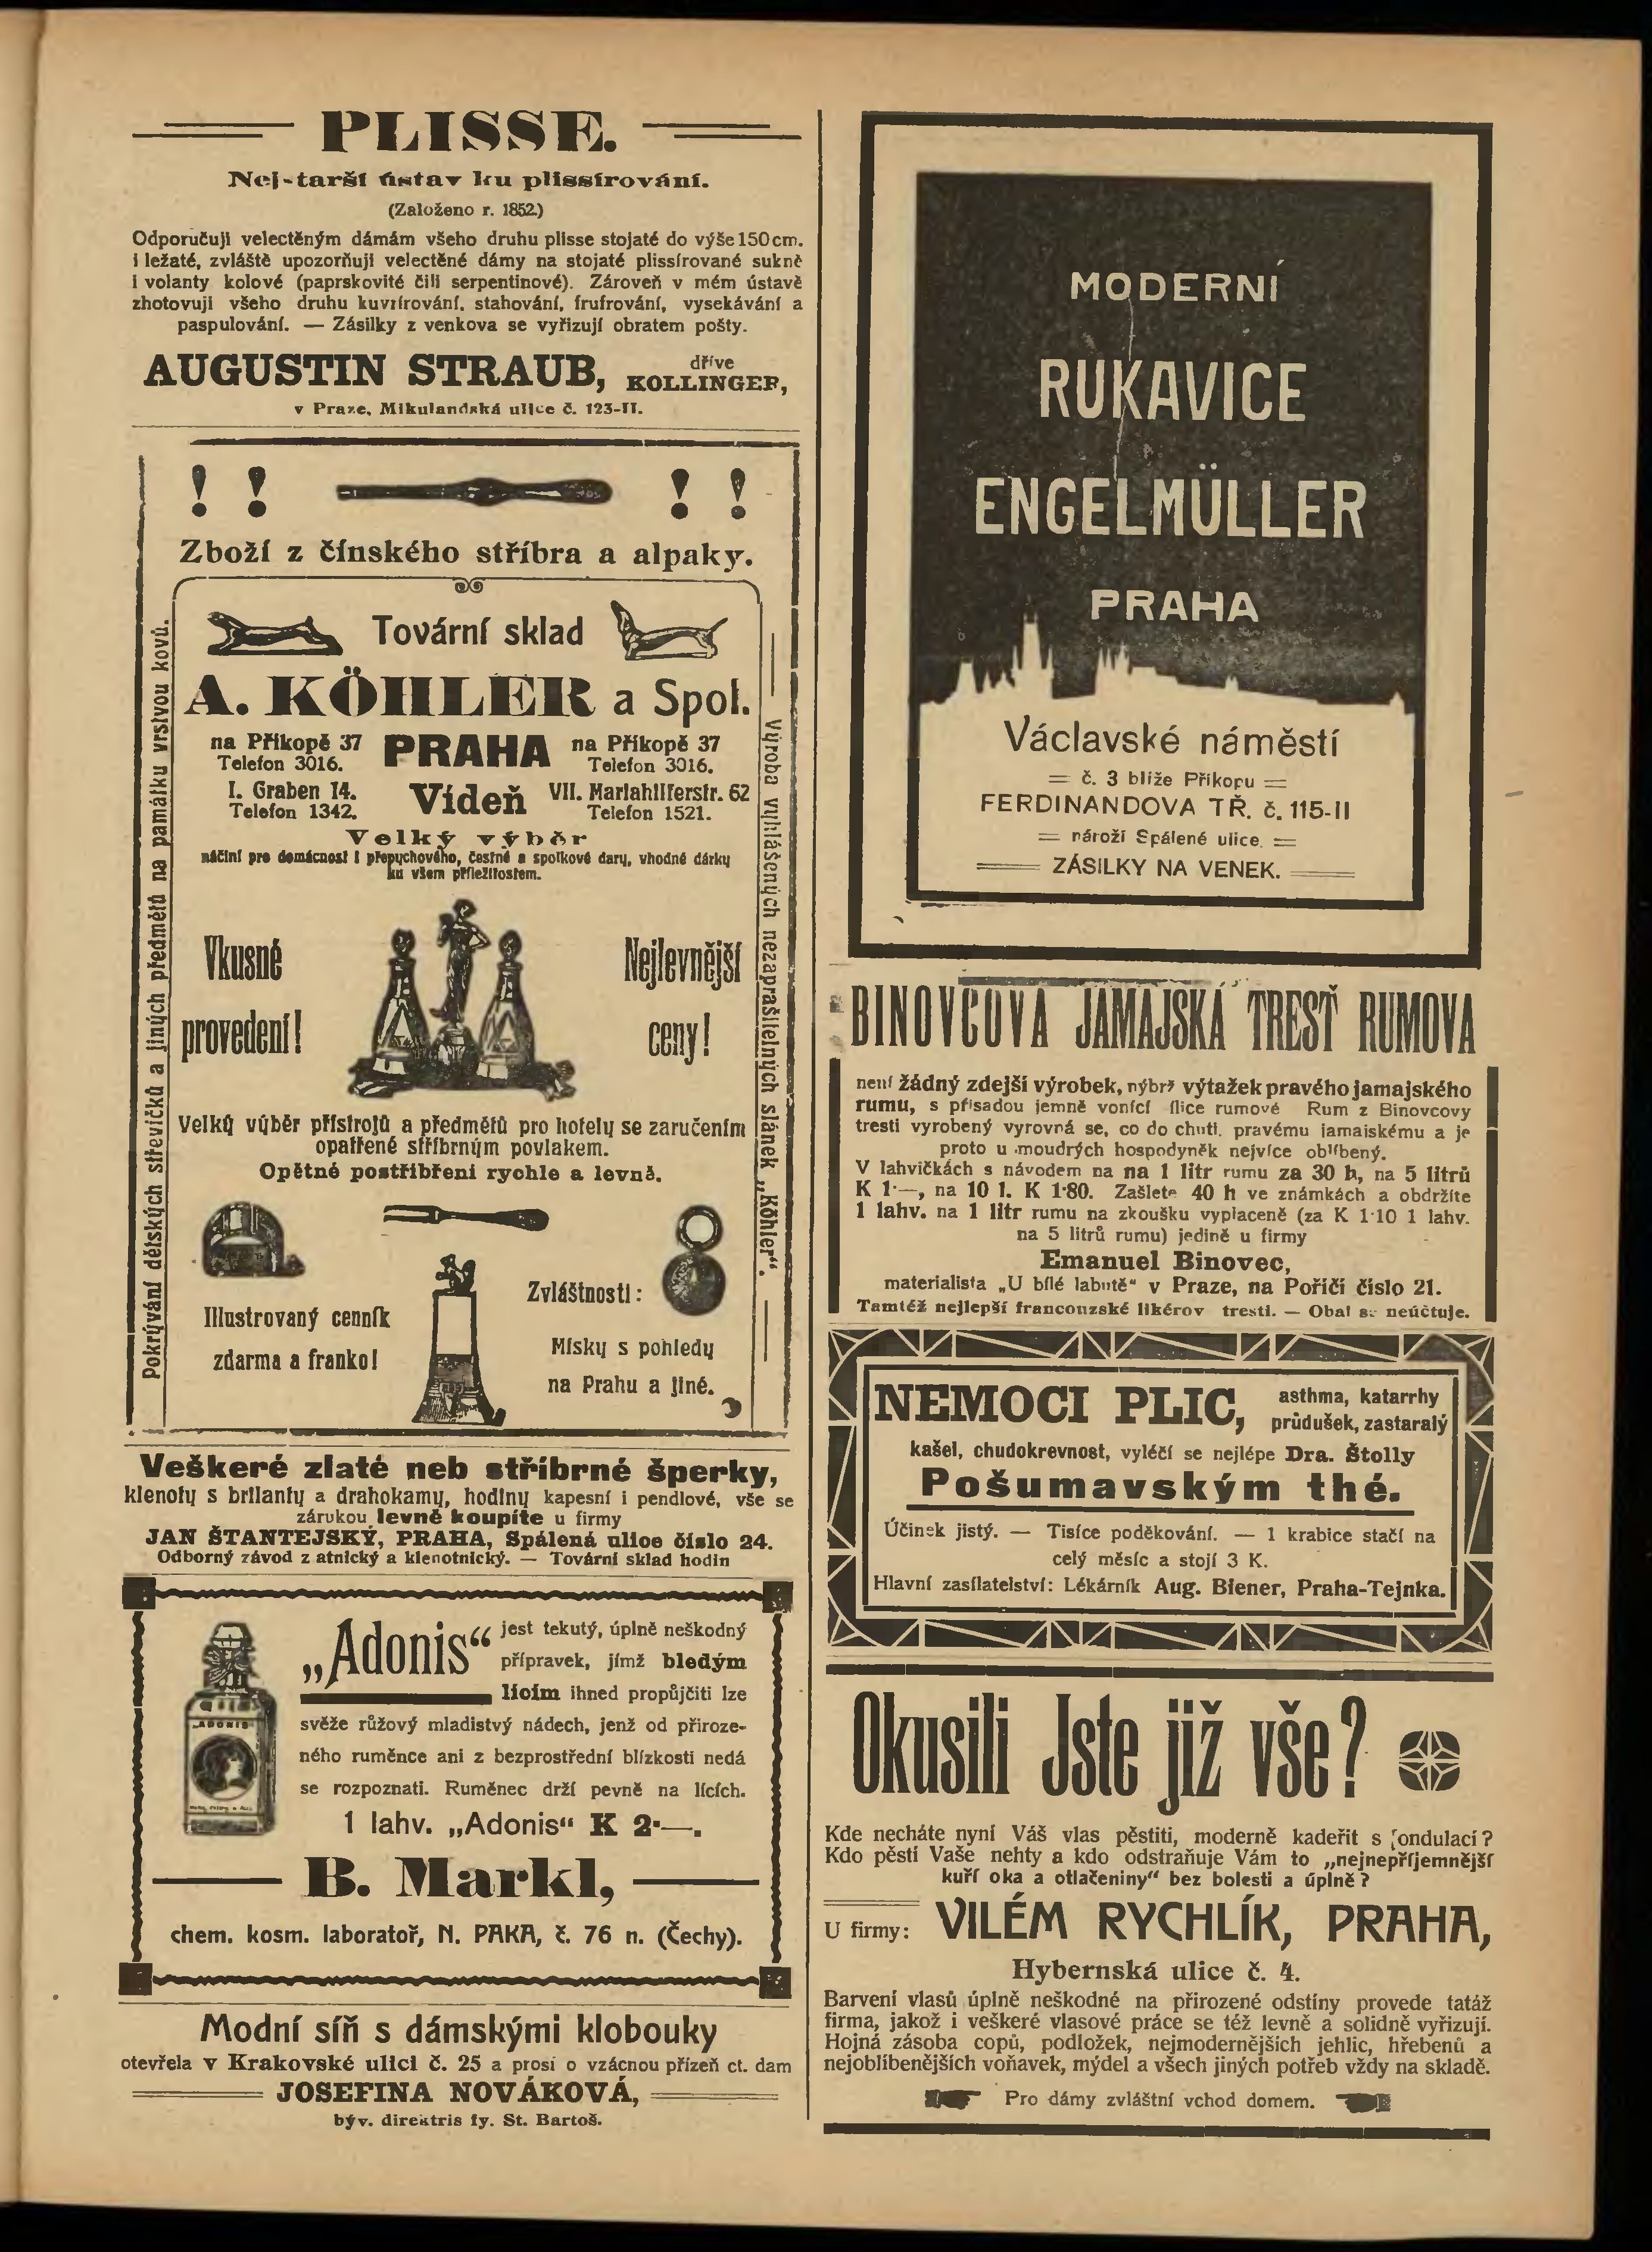 PLISSE.
Nejstarší ústav ku plissírování.
(Založeno r. 1852.)
Odporučuji velectěným dámám všeho druhu plisse stojaté do výše 150 cm.
i ležaté, zvláště upozorňuji velectěné dámy na stojaté plissírované sukně
i volanty kolové (paprskovité čili serpentinové). Zároveň v mém ústavě
zhotovuji všeho druhu kuvrírování, stahování, frufrování, vysekávání a
paspulování. — Zásilky z venkova se vyřizují obratem pošty.
AUGUSTIN STRAUB, dříve KOLLINGER,
v Praze, Mikulandská ulice č. 123-II.
! ! ! !
Zboží z čínského stříbra a alpaky.
Tovární sklad
A. KÖHLER a Spol.
na Příkopě 37 PRAHA na Příkopě 37
Telefon 3016. Telefon 3016.
I. Graben 14. Vídeň VII. Mariahilferstr. 62
Telefon 1342. Telefon 1521.
Velký výběr
náčiní pro domácnost i přepychového, čestné a spolkové dary, vhodné dárky
ku všem příležitostem.
Vkusné Nejlevnější
provedení! ceny!
Velký výběr přístrojů a předmětů pro hotely se zaručením
opatřené stříbrným povlakem.
Opětné postříbření rychle a levně.
Zvláštnosti:
Illustrovaný cenník
zdarma a franko!
Mísky s pohledy
na Prahu a jiné.
Pokrývání dětských střevíčků a jiných předmětů na památku vrstvou kovů.
Výroba vyhlášených nezaprašitelných slánek „Köhler“.
Veškeré zlaté neb stříbrné šperky,
klenoty s brilanty a drahokamy, hodiny kapesní i pendlové, vše se
zárukou levně koupíte u firmy
JAN ŠTANTEJSKÝ, PRAHA, Spálená ulice číslo 24.
Odborný závod zlatnický a klenotnický. — Tovární sklad hodin
ADONIS
„Adonis“ jest tekutý, úplně neškodný
přípravek, jímž bledým
lícím ihned propůjčiti lze
svěže růžový mladistvý nádech, jenž od přiroze-
ného ruměnce ani z bezprostřední blízkosti nedá
se rozpoznati. Ruměnec drží pevně na lících.
1 lahv. „Adonis“ K 2·—.
B. Markl,
chem. kosm. laboratoř, N. PAKA, č. 76 n. (Čechy).
Modní síň s dámskými klobouky
otevřela v Krakovské ulici č. 25 a prosí o vzácnou přízeň ct. dam
JOSEFINA NOVÁKOVÁ,
býv. direktris fy. St. Bartoš.
MODERNÍ
RUKAVICE
ENGELMÜLLER
PRAHA
Václavské náměstí
č. 3 blíže Příkopu
FERDINANDOVA TŘ. č. 115-II
nároží Spálené ulice.
ZÁSILKY NA VENEK.
BINOVCOVA JAMAJSKÁ TRESŤ RUMOVA
není žádný zdejší výrobek, nýbrž výtažek pravého jamajského
rumu, s přísadou jemně vonící flice rumové Rum z Binovcovy
tresti vyrobený vyrovná se, co do chuti, pravému jamaiskému a je
proto u moudrých hospodyněk nejvíce oblíbený.
V lahvičkách s návodem na na 1 litr rumu za 30 h, na 5 litrů
K 1·—, na 10 l. K 1·80. Zašlete 40 h ve známkách a obdržíte
1 lahv. na 1 litr rumu na zkoušku vyplaceně (za K 1·10 1 lahv.
na 5 litrů rumu) jedině u firmy
Emanuel Binovec,
materialista „U bílé labutě“ v Praze, na Poříčí číslo 21.
Tamtéž nejlepší francouzské likérov tresti. — Obal se neúčtuje.
NEMOCI PLIC, asthma, katarrhy
průdušek, zastaralý
kašel, chudokrevnost, vyléčí se nejlépe Dra. Štolly
Pošumavským thé.
Účinek jistý. — Tisíce poděkování. — 1 krabice stačí na
celý měsíc a stojí 3 K.
Hlavní zasílatelství: Lékárník Aug. Biener, Praha-Tejnka.
Okusili Jste již vše?
Kde necháte nyní Váš vlas pěstiti, moderně kadeřit s [ondulací?
Kdo pěstí Vaše nehty a kdo odstraňuje Vám to „nejnepříjemnější
kuří oka a otlačeniny“ bez bolesti a úplně?
U firmy: VILÉM RYCHLÍK, PRAHA,
Hybernská ulice č. 4.
Barvení vlasů úplně neškodné na přirozené odstíny provede tatáž
firma, jakož i veškeré vlasové práce se též levně a solidně vyřizují.
Hojná zásoba copů, podložek, nejmodernějších jehlic, hřebenů a
nejoblíbenějších voňavek, mýdel a všech jiných potřeb vždy na skladě.
Pro dámy zvláštní vchod domem.